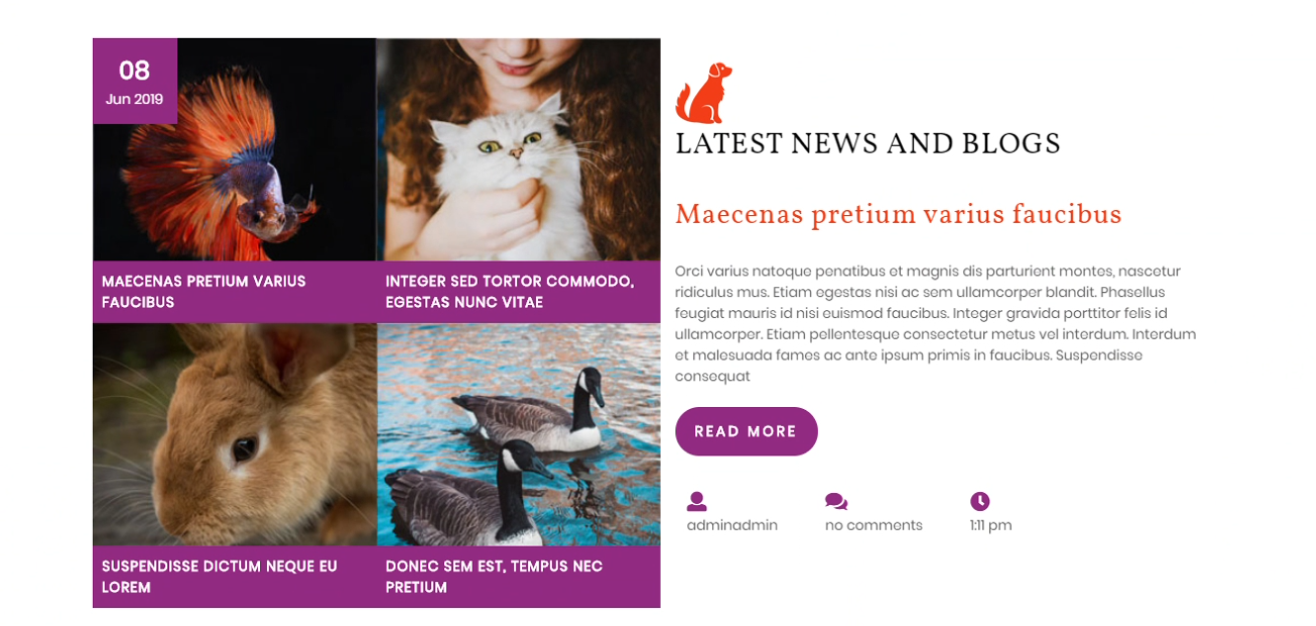 08
Jun 2019
MAECENAS PRETIUM VARIUS
FAUCIBUS
INTEGER SED TORTOR COMMODO,
EGESTAS NUNC VITAE
SUSPENDISSE DICTUM NEQUE EU
LOREM
DONEC SEM EST, TEMPUS NEC
PRETIUM
LATEST NEWS AND BLOGS
Maecenas pretium varius faucibus
Orci varius natoque penatibus et magnis dis parturient montes, nascetur
ridiculus mus. Etiam egestas nisi ac sem ullamcorper blandit. Phasellus
feugiat mauris id nisi euismod faucibus. Integer gravida porttitor felis id
ullamcorper. Etiam pellentesque consectetur metus vel interdum. Interdum
et malesuada fames ac ante ipsum primis in faucibus. Suspendisse
consequat
READ MORE
adminadmin
no comments
1:11 pm